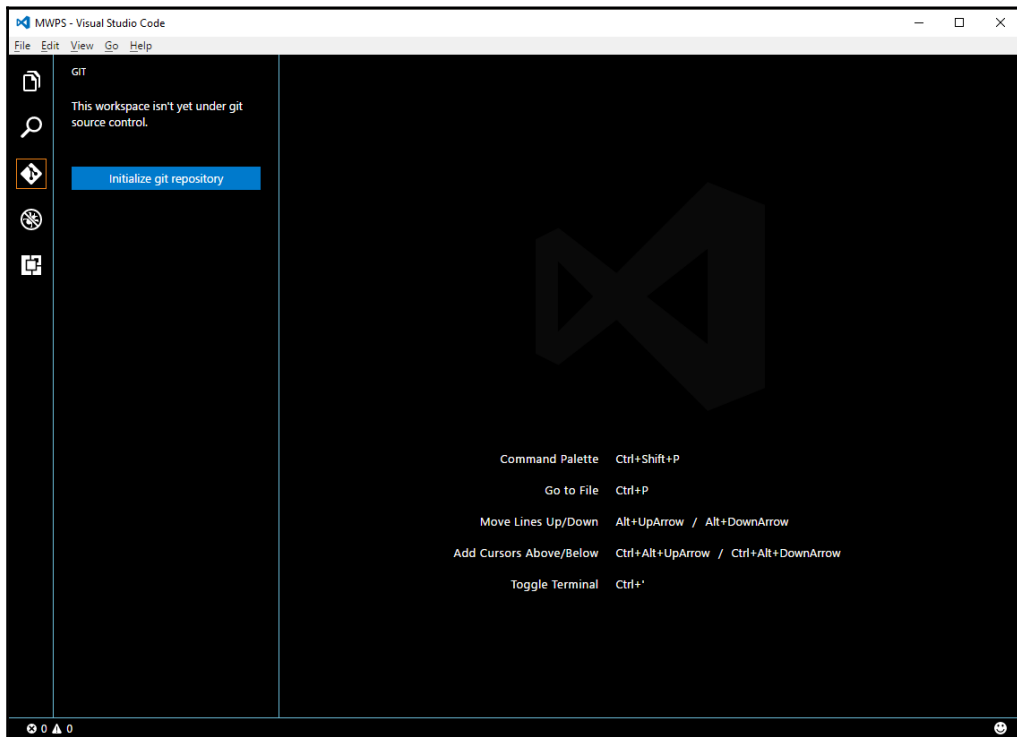 MWPS - Visual Studio Code
File Edit View Go Help
GIT
This workspace isn't yet under git
source control.
Initialize git repository
Command Palette Ctrl+Shift+P
Go to File Ctrl+P
Move Lines Up/Down Alt+UpArrow / Alt+DownArrow
Add Cursors Above/Below Ctrl+Alt+UpArrow / Ctrl+Alt+DownArrow
Toggle Terminal Ctrl+'
0 0